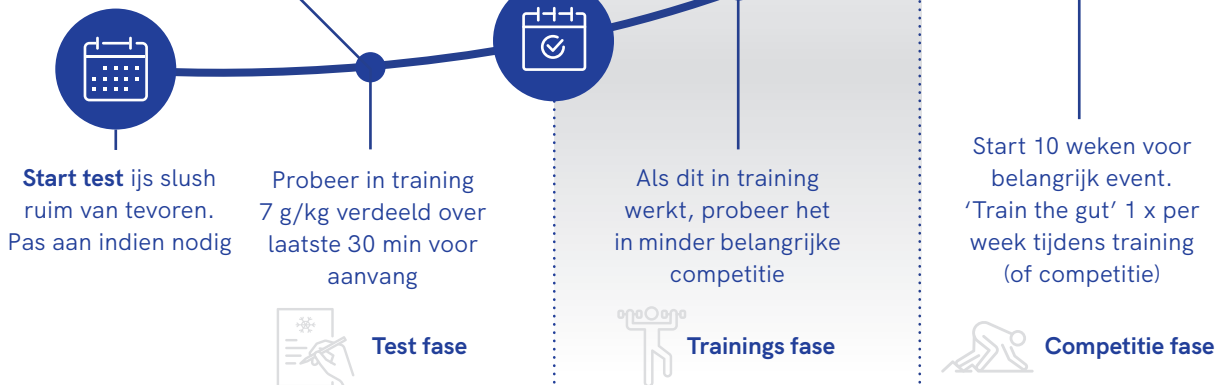 Start test ijs slush
ruim van tevoren.
Pas aan indien nodig
Probeer in training
7 g/kg verdeeld over
laatste 30 min voor
aanvang
Als dit in training
werkt, probeer het
in minder belangrijke
competitie
Start 10 weken voor
belangrijk event.
‘Train the gut’ 1 x per
week tijdens training
(of competitie)
Test fase
Trainings fase
Competitie fase